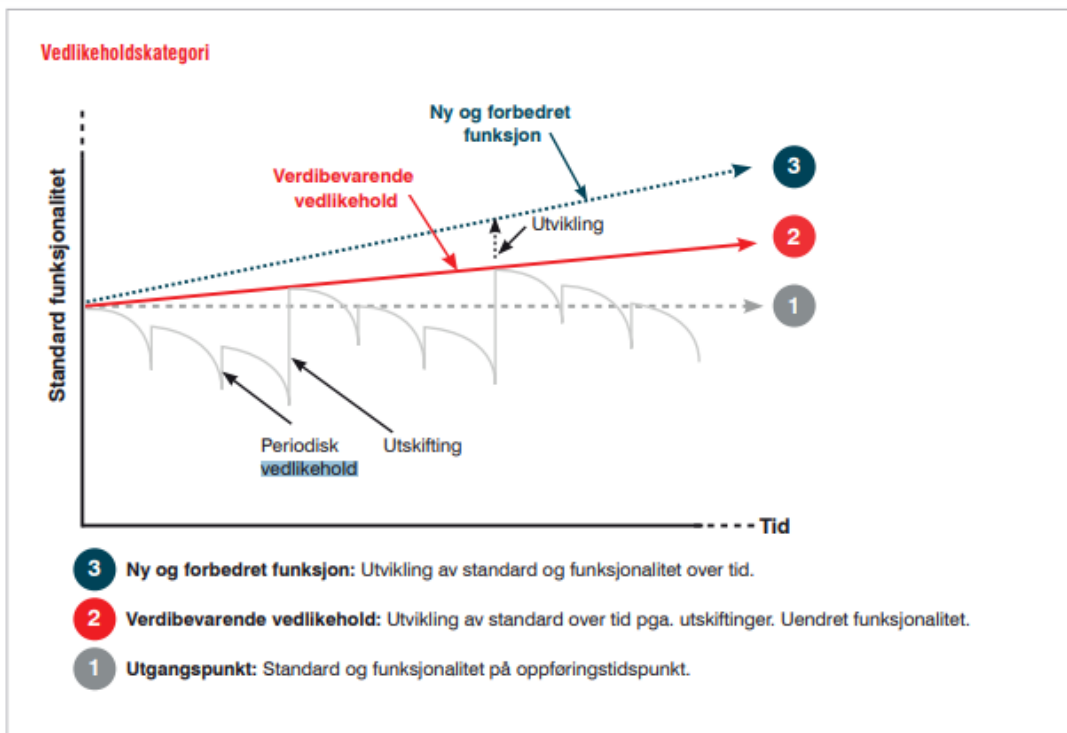 Vedlikeholdskategori
Ny og forbedret
funksjon
3
Verdibevarende
vedlikehold
Utvikling
2
1
Standard funksjonalitet
Periodisk
vedlikehold
Utskifting
Tid
3 Ny og forbedret funksjon: Utvikling av standard og funksjonalitet over tid.
2 Verdibevarende vedlikehold: Utvikling av standard over tid pga. utskiftinger. Uendret funksjonalitet.
1 Utgangspunkt: Standard og funksjonalitet på oppføringstidspunkt.